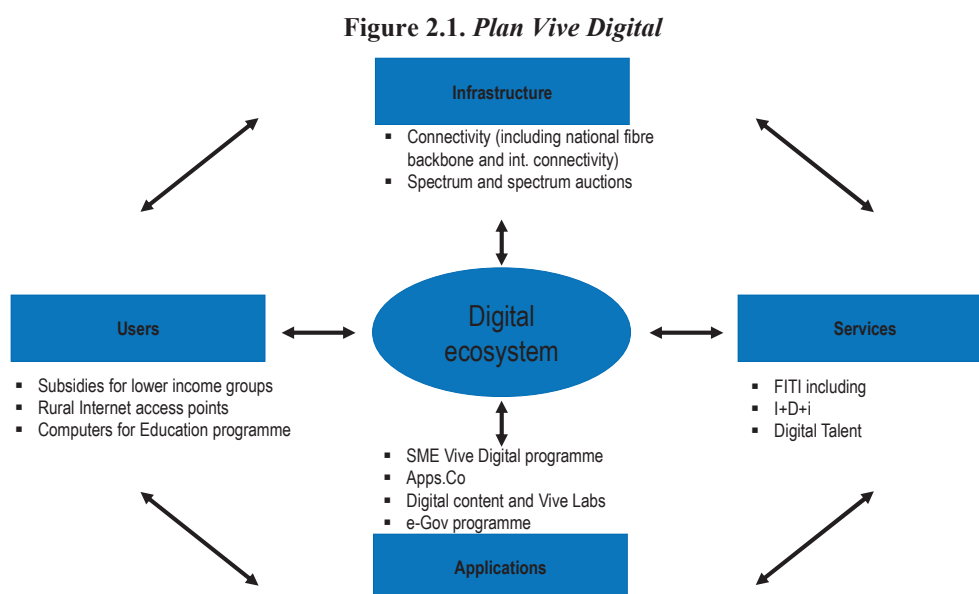 Figure 2.1. Plan Vive Digital
Infrastructure
▪ Connectivity (including national fibre
backbone and int. connectivity)
▪ Spectrum and spectrum auctions
Users
▪ Subsidies for lower income groups
▪ Rural Internet access points
▪ Computers for Education programme
Digital
ecosystem
Services
▪ FITI including
▪ I+D+i
▪ Digital Talent
▪ SME Vive Digital programme
▪ Apps.Co
▪ Digital content and Vive Labs
▪ e-Gov programme
Applications